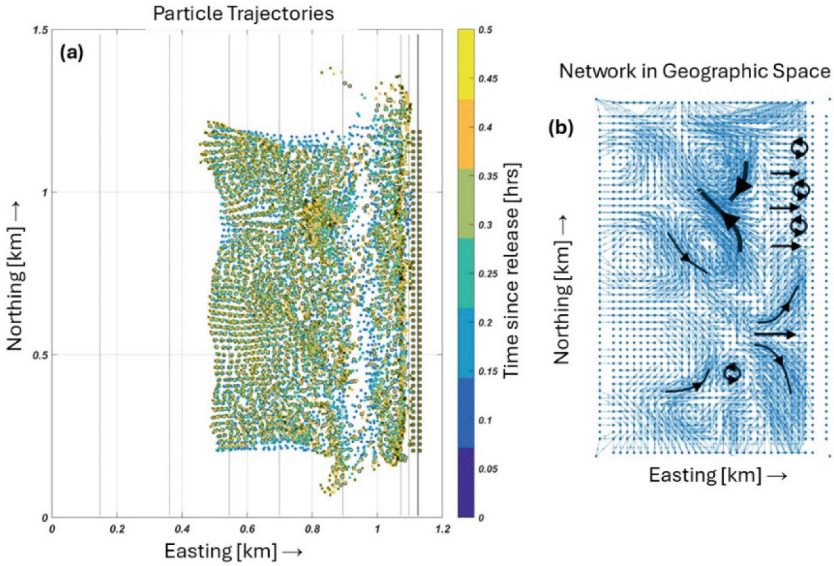 Particle Trajectories
(a)
1.5
1
0.5
0
0
0.2
0.4
0.6
0.8
1
1.2
Northing [km] →
Easting [km] →
0.5
0.45
0.4
0.35
0.3
0.25
0.2
0.15
0.1
0.05
0
Time since release [hrs]
Network in Geographic Space
(b)
Northing [km] →
Easting [km] →